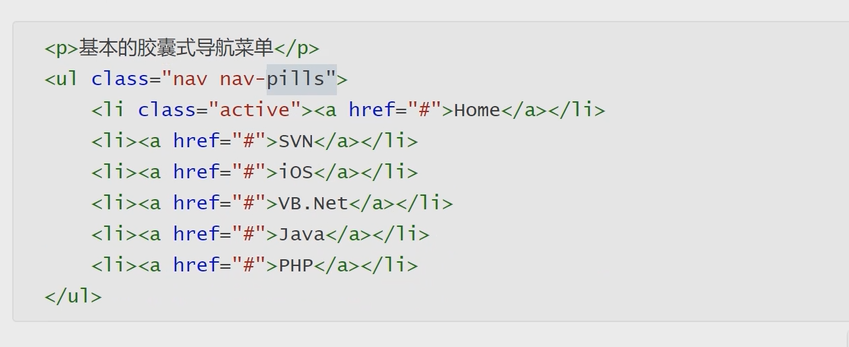 <p>基本的胶囊式导航菜单</p>
<ul class="nav nav-pills">
<li class="active"><a href="#">Home</a></li>
<li><a href="#">SVN</a></li>
<li><a href="#">iOS</a></li>
<li><a href="#">VB.Net</a></li>
<li><a href="#">Java</a></li>
<li><a href="#">PHP</a></li>
</ul>